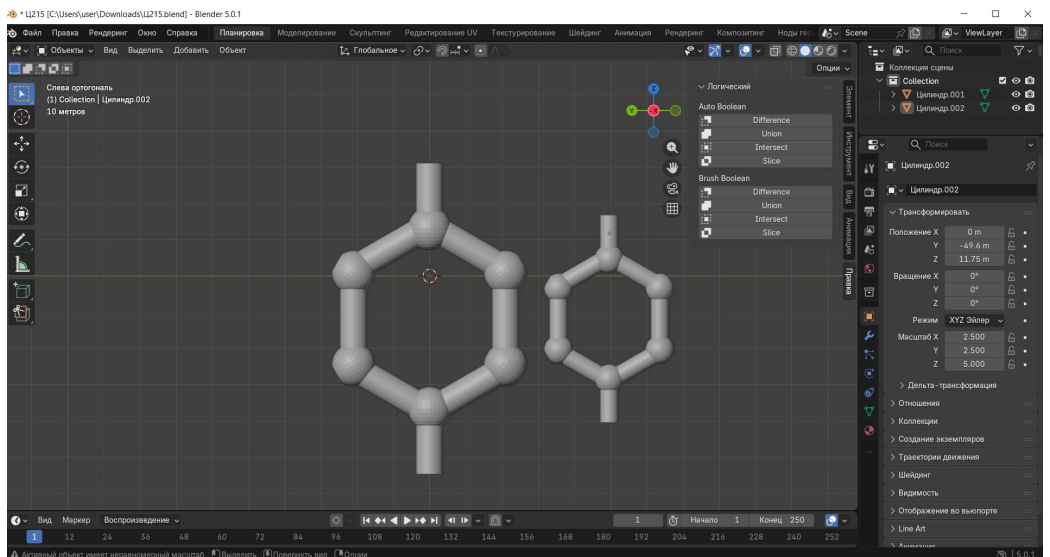 * Ц215 [C:\Users\user\Downloads\Ц215.blend] - Blender 5.0.1
Файл Правка Рендеринг Окно Справка Планировка Моделирование Скульптинг Редактирование UV Текстурирование Шейдинг Анимация Рендеринг Композитинг Ноды гео Scene ViewLayer
Объекты Вид Выделить Добавить Объект Глобальное Поиск
Опции
Слева ортогональ
(1) Collection | Цилиндр.002
10 метров
Z
Y
-X
Логический
Auto Boolean
Difference
Union
Intersect
Slice
Brush Boolean
Difference
Union
Intersect
Slice
Элемент
Инструмент
Вид
Анимация
Правка
Коллекция сцены
Collection
Цилиндр.001
Цилиндр.002
Поиск
Цилиндр.002
Цилиндр.002
Трансформировать
Положение X 0 m
Y -49.6 m
Z 11.75 m
Вращение X 0°
Y 0°
Z 0°
Режим XYZ Эйлер
Масштаб X 2.500
Y 2.500
Z 5.000
Дельта-трансформация
Отношения
Коллекции
Создание экземпляров
Траектории движения
Шейдинг
Видимость
Отображение во вьюпорте
Line Art
Анимация
Вид Маркер Воспроизведение 1 Начало 1 Конец 250
1 12 24 36 48 60 72 84 96 108 120 132 144 156 168 180 192 204 216 228 240 252
Активный объект имеет неравномерный масштаб Выделить Повернуть вид Опции 5.0.1